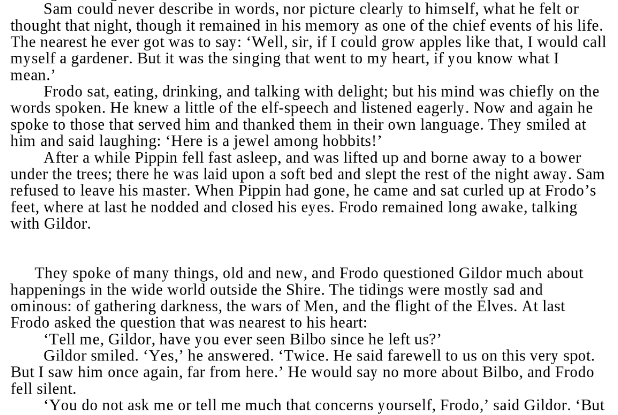 Sam could never describe in words, nor picture clearly to himself, what he felt or
thought that night, though it remained in his memory as one of the chief events of his life.
The nearest he ever got was to say: ‘Well, sir, if I could grow apples like that, I would call
myself a gardener. But it was the singing that went to my heart, if you know what I
mean.’
Frodo sat, eating, drinking, and talking with delight; but his mind was chiefly on the
words spoken. He knew a little of the elf-speech and listened eagerly. Now and again he
spoke to those that served him and thanked them in their own language. They smiled at
him and said laughing: ‘Here is a jewel among hobbits!’
After a while Pippin fell fast asleep, and was lifted up and borne away to a bower
under the trees; there he was laid upon a soft bed and slept the rest of the night away. Sam
refused to leave his master. When Pippin had gone, he came and sat curled up at Frodo’s
feet, where at last he nodded and closed his eyes. Frodo remained long awake, talking
with Gildor.
They spoke of many things, old and new, and Frodo questioned Gildor much about
happenings in the wide world outside the Shire. The tidings were mostly sad and
ominous: of gathering darkness, the wars of Men, and the flight of the Elves. At last
Frodo asked the question that was nearest to his heart:
‘Tell me, Gildor, have you ever seen Bilbo since he left us?’
Gildor smiled. ‘Yes,’ he answered. ‘Twice. He said farewell to us on this very spot.
But I saw him once again, far from here.’ He would say no more about Bilbo, and Frodo
fell silent.
‘You do not ask me or tell me much that concerns yourself, Frodo,’ said Gildor. ‘But